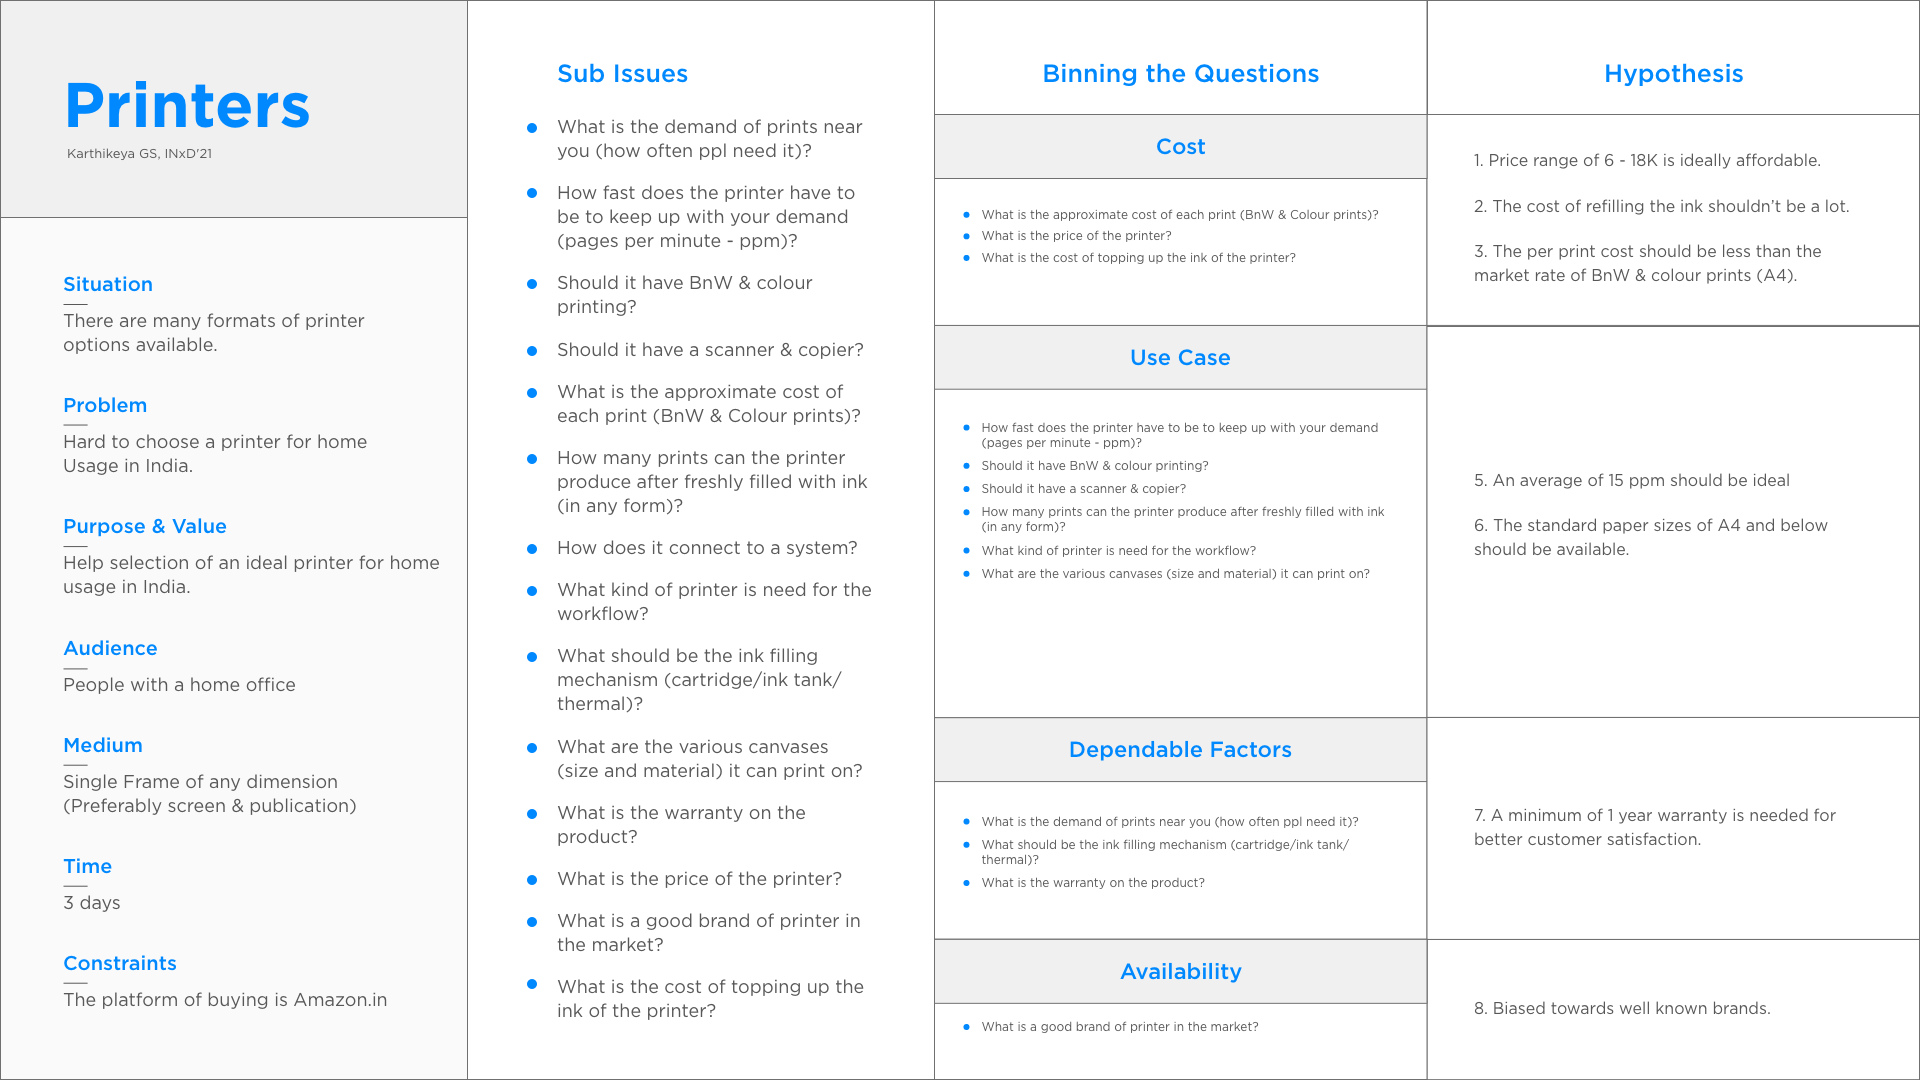 Printers
Karthikeya GS, INxD'21
Situation
There are many formats of printer
options available.
Problem
Hard to choose a printer for home
Usage in India.
Purpose & Value
Help selection of an ideal printer for home
usage in India.
Audience
People with a home office
Medium
Single Frame of any dimension
(Preferably screen & publication)
Time
3 days
Constraints
The platform of buying is Amazon.in
Sub Issues
What is the demand of prints near
you (how often ppl need it)?
How fast does the printer have to
be to keep up with your demand
(pages per minute - ppm)?
Should it have BnW & colour
printing?
Should it have a scanner & copier?
What is the approximate cost of
each print (BnW & Colour prints)?
How many prints can the printer
produce after freshly filled with ink
(in any form)?
How does it connect to a system?
What kind of printer is need for the
workflow?
What should be the ink filling
mechanism (cartridge/ink tank/
thermal)?
What are the various canvases
(size and material) it can print on?
What is the warranty on the
product?
What is the price of the printer?
What is a good brand of printer in
the market?
What is the cost of topping up the
ink of the printer?
Binning the Questions
Cost
What is the approximate cost of each print (BnW & Colour prints)?
What is the price of the printer?
What is the cost of topping up the ink of the printer?
Use Case
How fast does the printer have to be to keep up with your demand
(pages per minute - ppm)?
Should it have BnW & colour printing?
Should it have a scanner & copier?
How many prints can the printer produce after freshly filled with ink
(in any form)?
What kind of printer is need for the workflow?
What are the various canvases (size and material) it can print on?
Dependable Factors
What is the demand of prints near you (how often ppl need it)?
What should be the ink filling mechanism (cartridge/ink tank/
thermal)?
What is the warranty on the product?
Availability
What is a good brand of printer in the market?
Hypothesis
1. Price range of 6 - 18K is ideally affordable.
2. The cost of refilling the ink shouldn't be a lot.
3. The per print cost should be less than the
market rate of BnW & colour prints (A4).
5. An average of 15 ppm should be ideal
6. The standard paper sizes of A4 and below
should be available.
7. A minimum of 1 year warranty is needed for
better customer satisfaction.
8. Biased towards well known brands.